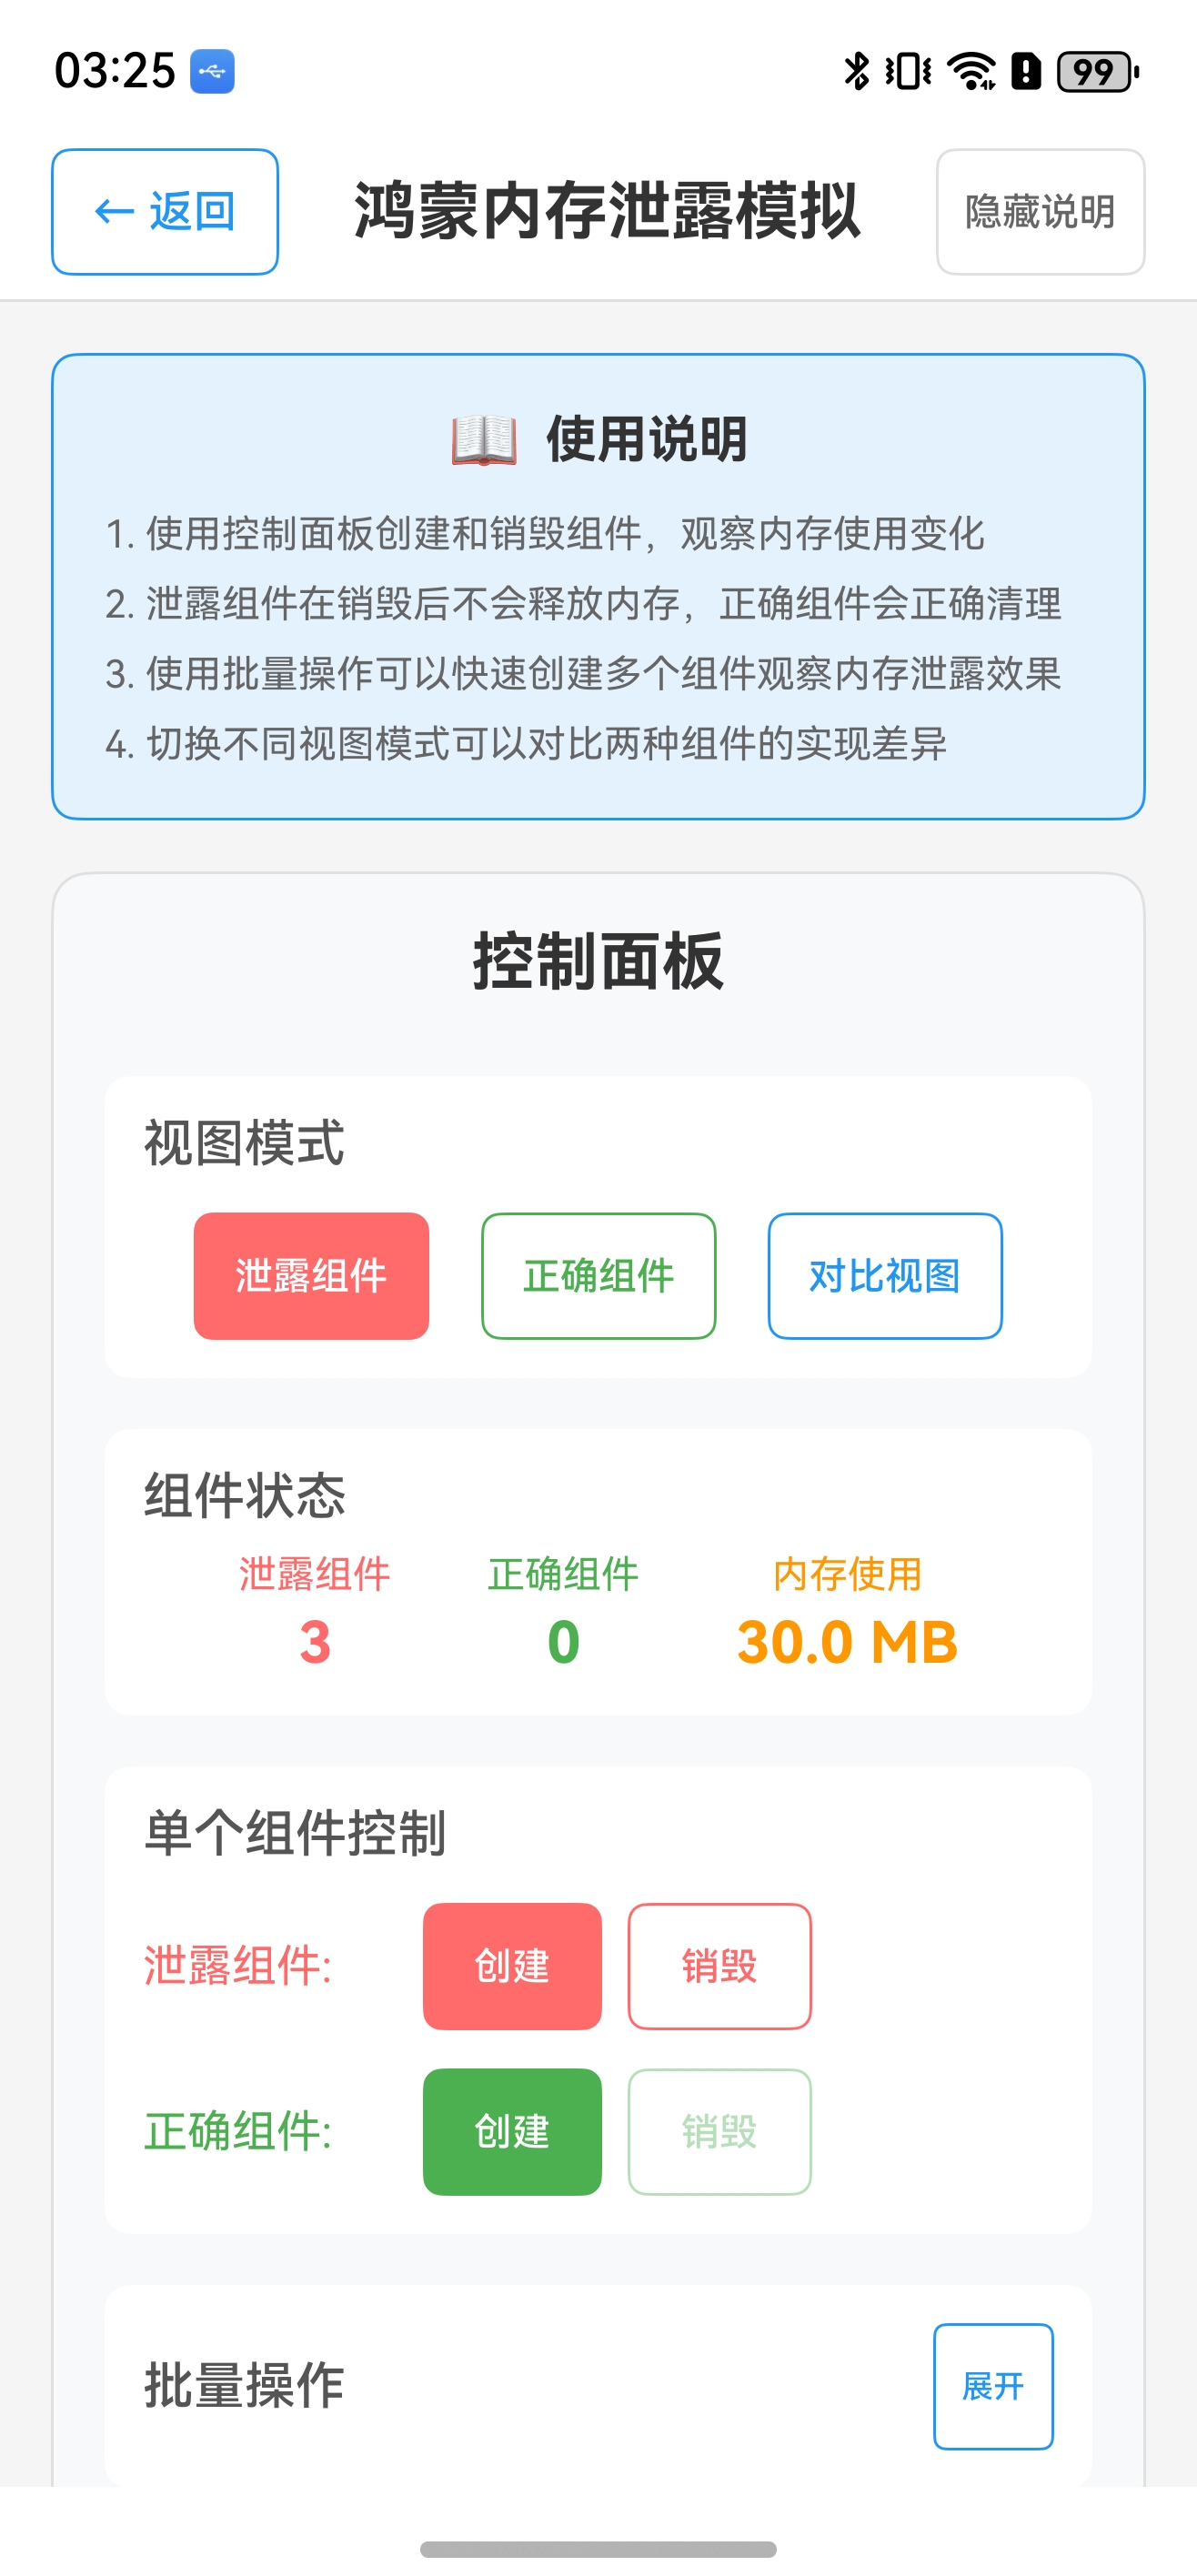 03:25
99
← 返回
鸿蒙内存泄露模拟
隐藏说明
📖 使用说明
1. 使用控制面板创建和销毁组件，观察内存使用变化
2. 泄露组件在销毁后不会释放内存，正确组件会正确清理
3. 使用批量操作可以快速创建多个组件观察内存泄露效果
4. 切换不同视图模式可以对比两种组件的实现差异
控制面板
视图模式
泄露组件 正确组件 对比视图
组件状态
泄露组件 正确组件 内存使用
3 0 30.0 MB
单个组件控制
泄露组件: 创建 销毁
正确组件: 创建 销毁
批量操作 展开